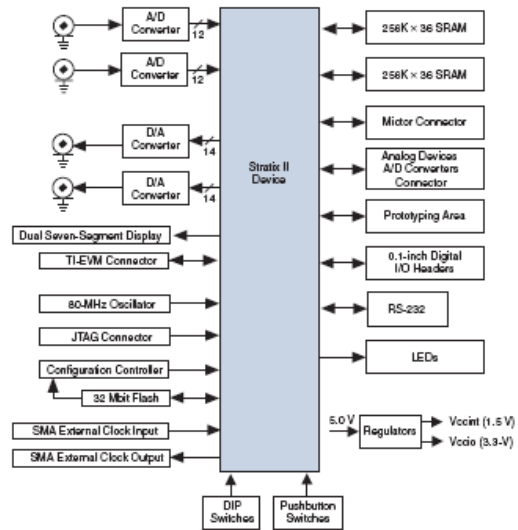 A/D
Converter
12
A/D
Converter
12
D/A
Converter
14
D/A
Converter
14
Dual Seven-Segment Display
TI-EVM Connector
80-MHz Oscillator
JTAG Connector
Configuration Controller
32 Mbit Flash
SMA External Clock Input
SMA External Clock Output
Stratix II
Device
DIP
Switches
Pushbutton
Switches
256K × 36 SRAM
256K × 36 SRAM
Mictor Connector
Analog Devices
A/D Converters
Connector
Prototyping Area
0.1-inch Digital
I/O Headers
RS-232
LEDs
5.0 V
Regulators
Vccint (1.5 V)
Vccio (3.3-V)